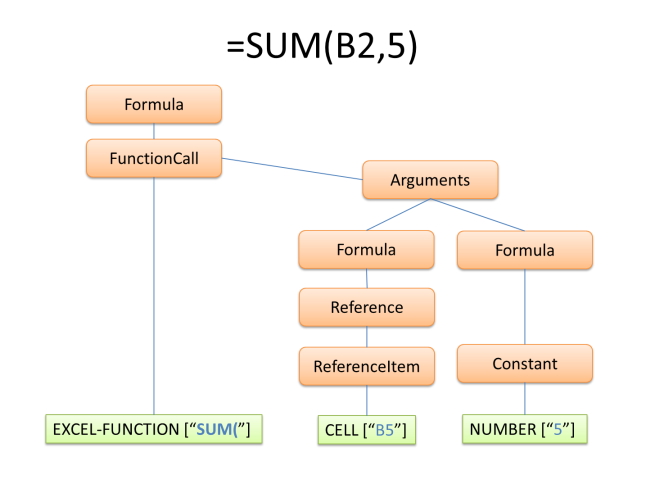 =SUM(B2,5)
Formula
FunctionCall
Arguments
Formula
Formula
Reference
ReferenceItem
Constant
EXCEL-FUNCTION [“SUM(”]
CELL [“B5”]
NUMBER [“5”]